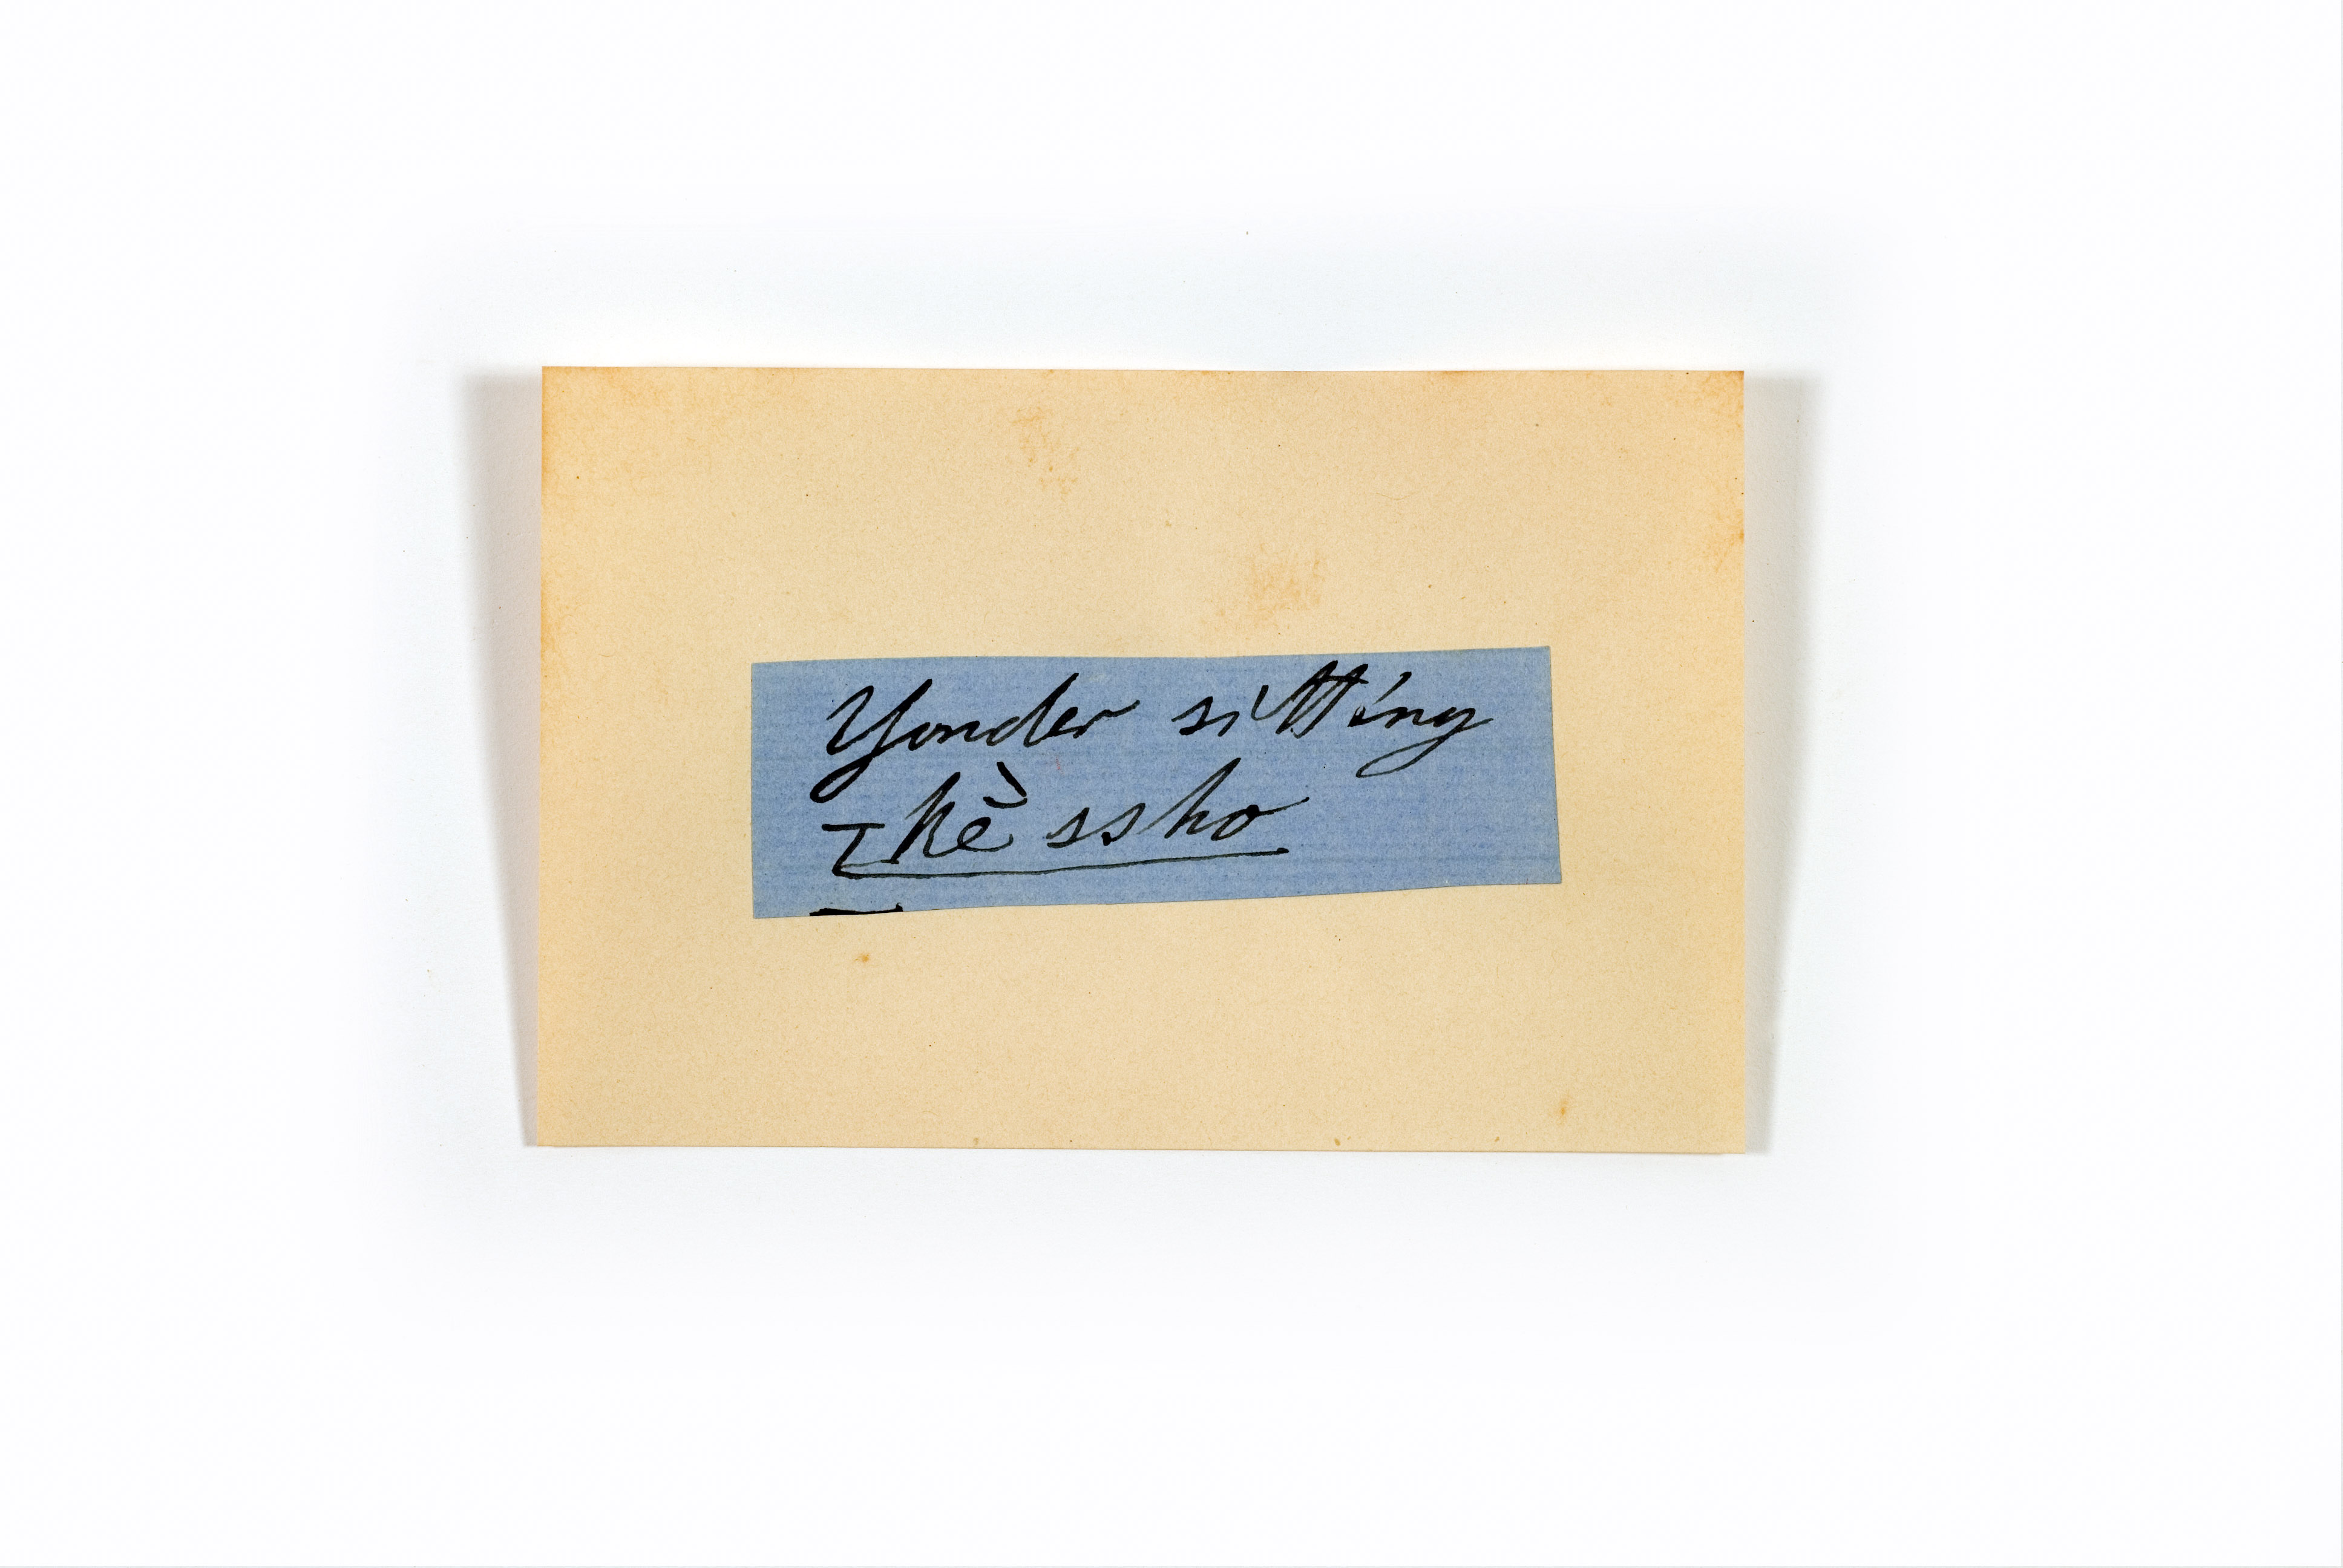 Yonder sitting
Ikè ssho